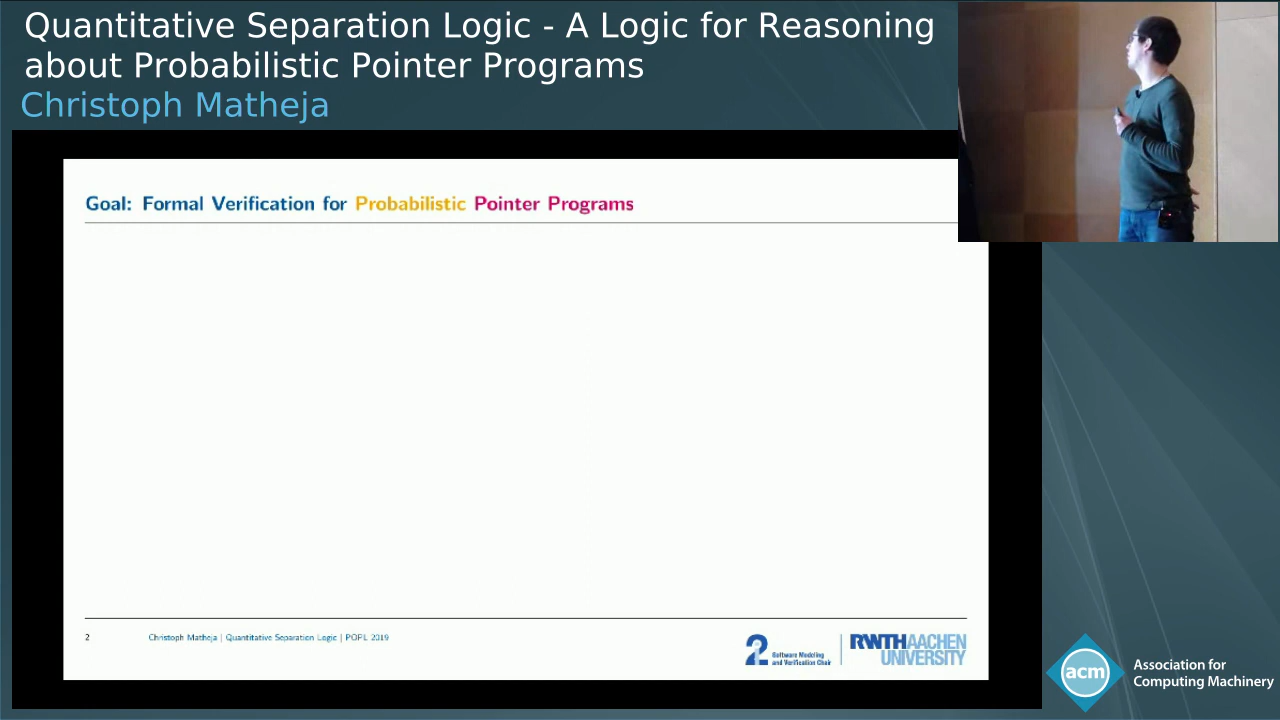 Quantitative Separation Logic - A Logic for Reasoning
about Probabilistic Pointer Programs
Christoph Matheja
Goal: Formal Verification for Probabilistic Pointer Programs
2 Christoph Matheja | Quantitative Separation Logic | POPL 2019
2 Software Modeling
and Verification Chair
RWTHAACHEN
UNIVERSITY
acm
Association for
Computing Machinery